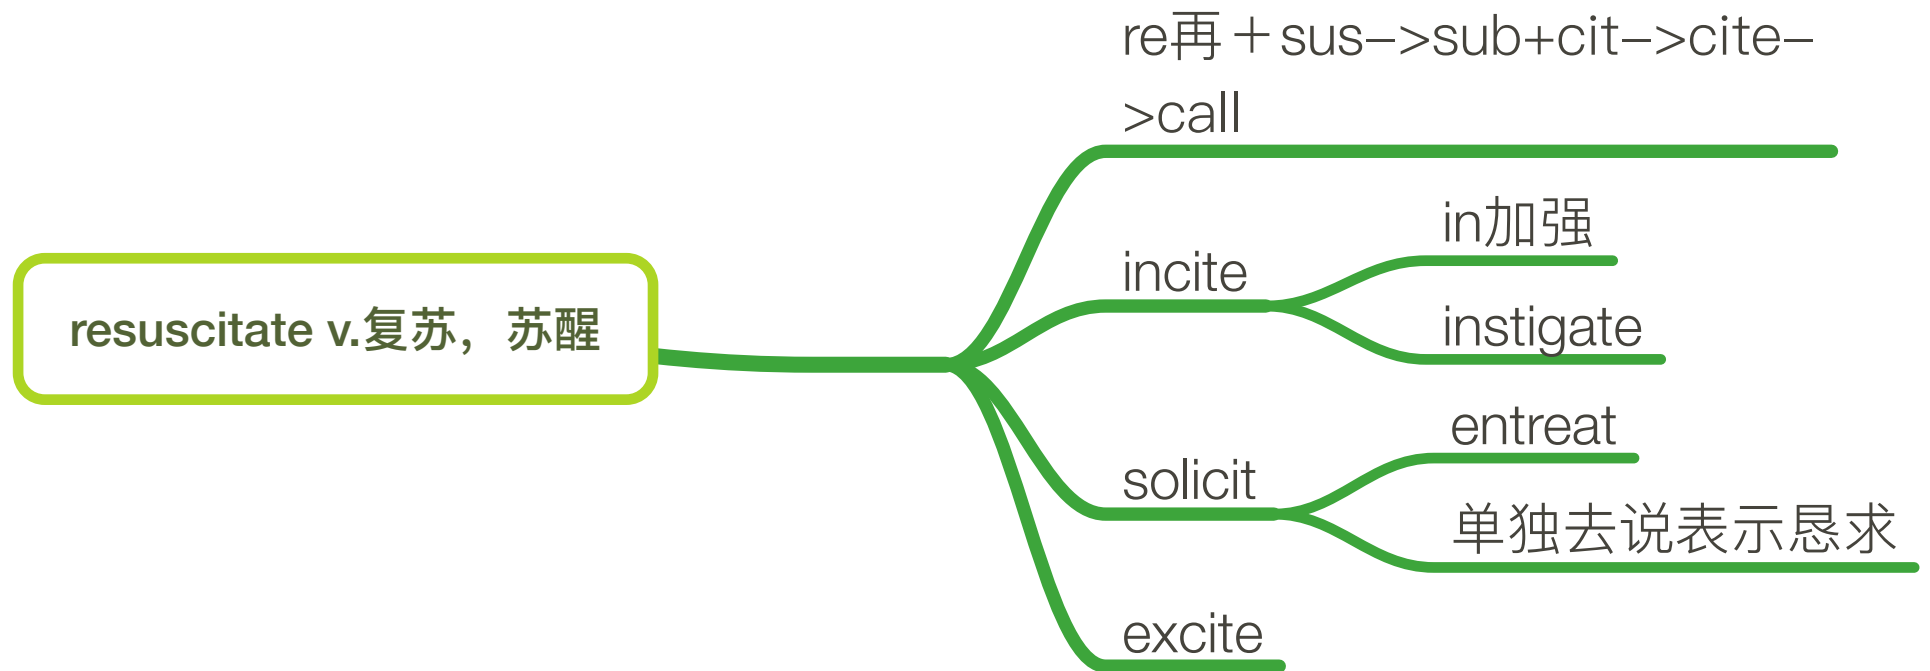 resuscitate v.复苏，苏醒
re再＋sus–>sub+cit–>cite–
>call
incite
in加强
instigate
solicit
entreat
单独去说表示恳求
excite